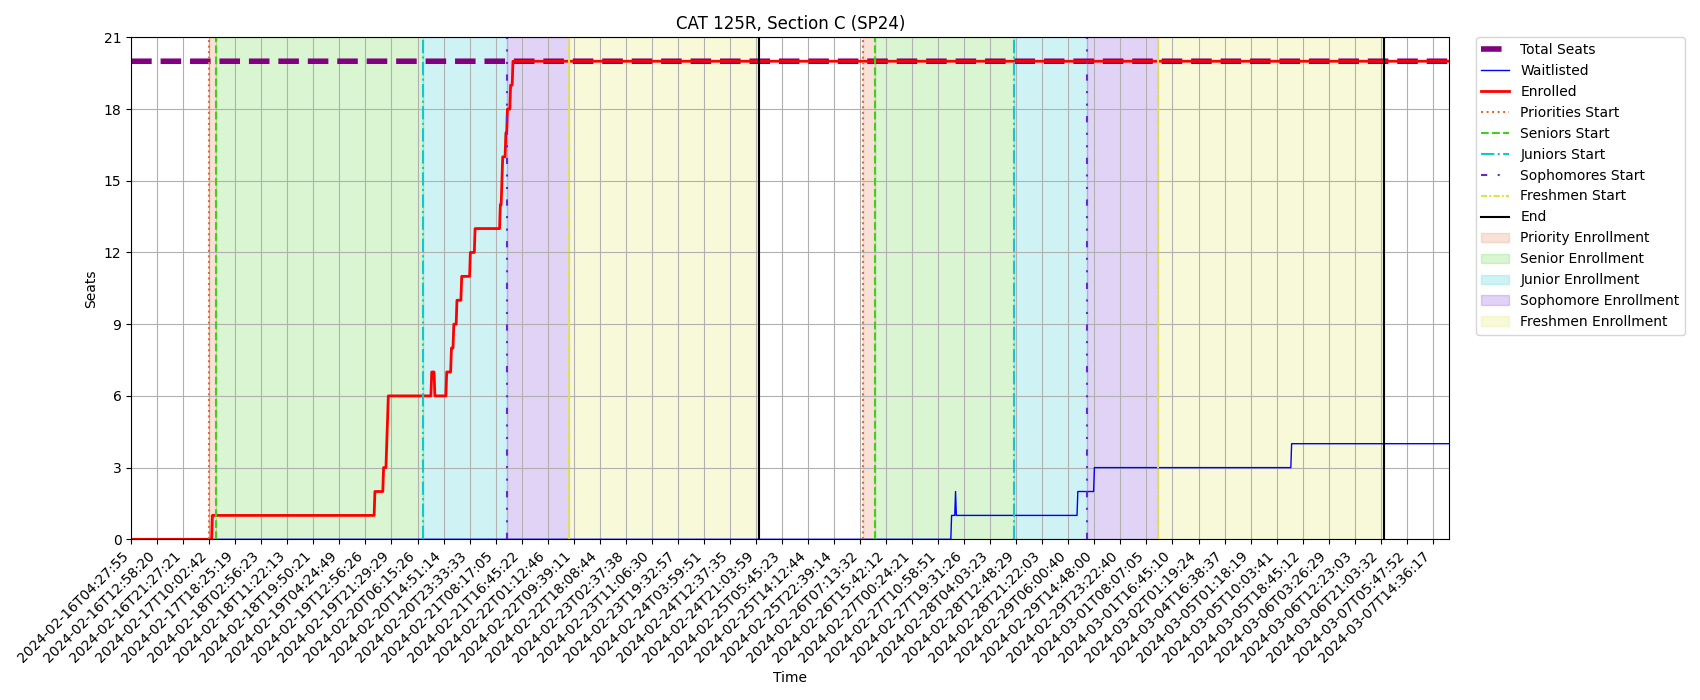 CAT 125R, Section C (SP24)
21
18
15
12
9
6
3
0
Seats
2024-02-16T04:27:55
2024-02-16T12:58:20
2024-02-16T21:27:21
2024-02-17T10:02:42
2024-02-17T18:25:19
2024-02-18T02:56:23
2024-02-18T11:22:13
2024-02-18T19:50:21
2024-02-19T04:24:49
2024-02-19T12:56:26
2024-02-19T21:29:29
2024-02-20T06:15:26
2024-02-20T14:51:14
2024-02-20T23:33:33
2024-02-21T08:17:05
2024-02-21T16:45:22
2024-02-22T01:12:46
2024-02-22T09:39:11
2024-02-22T18:08:44
2024-02-23T02:37:38
2024-02-23T11:06:30
2024-02-23T19:32:57
2024-02-24T03:59:51
2024-02-24T12:37:35
2024-02-24T21:03:59
2024-02-25T05:45:23
2024-02-25T14:12:44
2024-02-25T22:39:14
2024-02-26T07:13:32
2024-02-26T15:42:12
2024-02-27T00:24:21
2024-02-27T10:58:51
2024-02-27T19:31:26
2024-02-28T04:03:23
2024-02-28T12:48:29
2024-02-28T21:22:03
2024-02-29T06:00:40
2024-02-29T14:48:00
2024-02-29T23:22:40
2024-03-01T08:07:05
2024-03-01T16:45:10
2024-03-02T01:19:24
2024-03-04T16:38:37
2024-03-05T01:18:19
2024-03-05T10:03:41
2024-03-05T18:45:12
2024-03-06T03:26:29
2024-03-06T12:23:03
2024-03-06T21:03:32
2024-03-07T05:47:52
2024-03-07T14:36:17
Time
Total Seats
Waitlisted
Enrolled
Priorities Start
Seniors Start
Juniors Start
Sophomores Start
Freshmen Start
End
Priority Enrollment
Senior Enrollment
Junior Enrollment
Sophomore Enrollment
Freshmen Enrollment